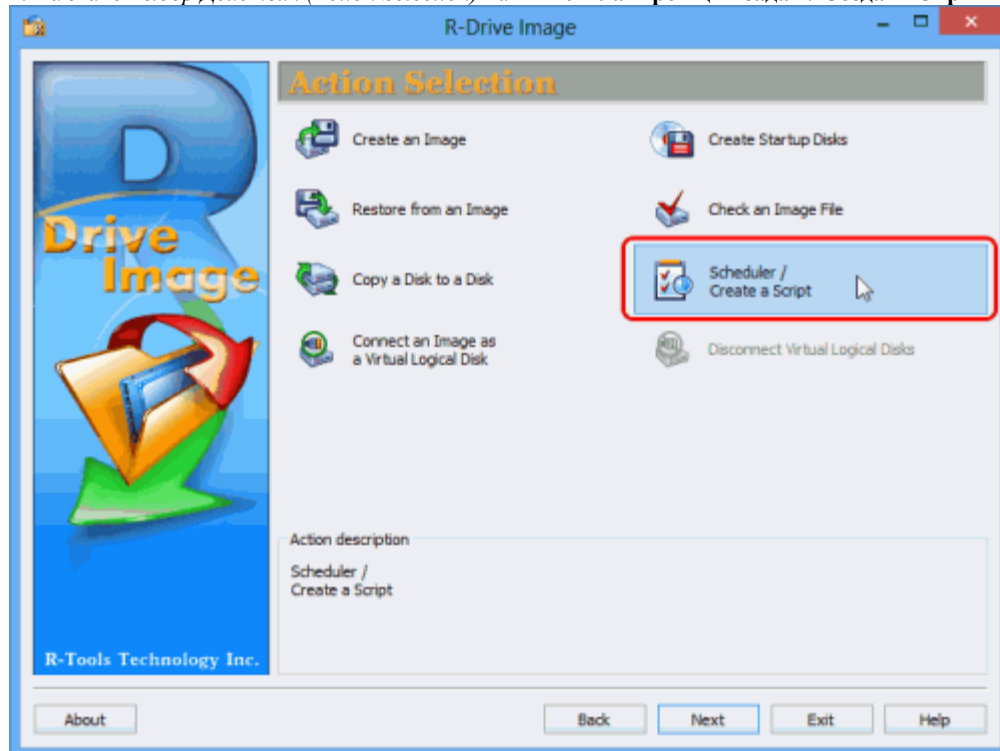 R-Drive Image
Action Selection
Drive
Image
Create an Image
Create Startup Disks
Restore from an Image
Check an Image File
Copy a Disk to a Disk
Scheduler /
Create a Script
Connect an Image as
a Virtual Logical Disk
Disconnect Virtual Logical Disks
Action description
Scheduler /
Create a Script
R-Tools Technology Inc.
About
Back
Next
Exit
Help